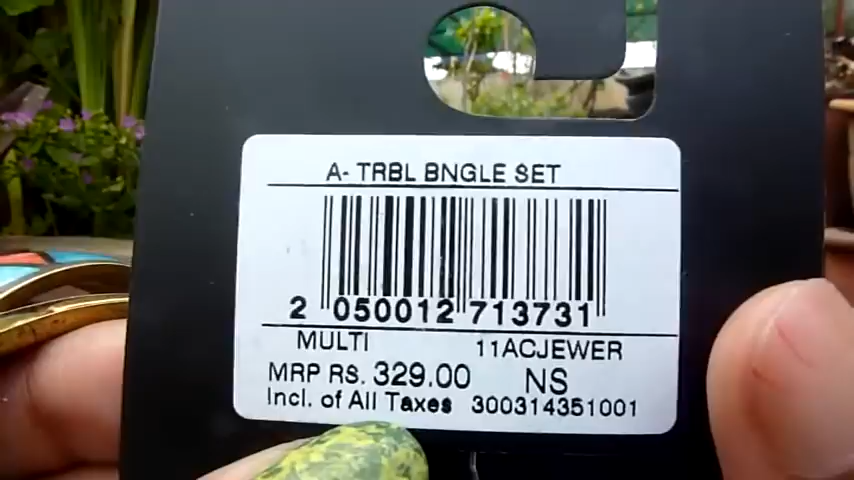 A- TRBL BNGLE SET
2 050012 713731
MULTI 11ACJEWER
MRP RS. 329.00 NS
Incl. of All Taxes 300314351001